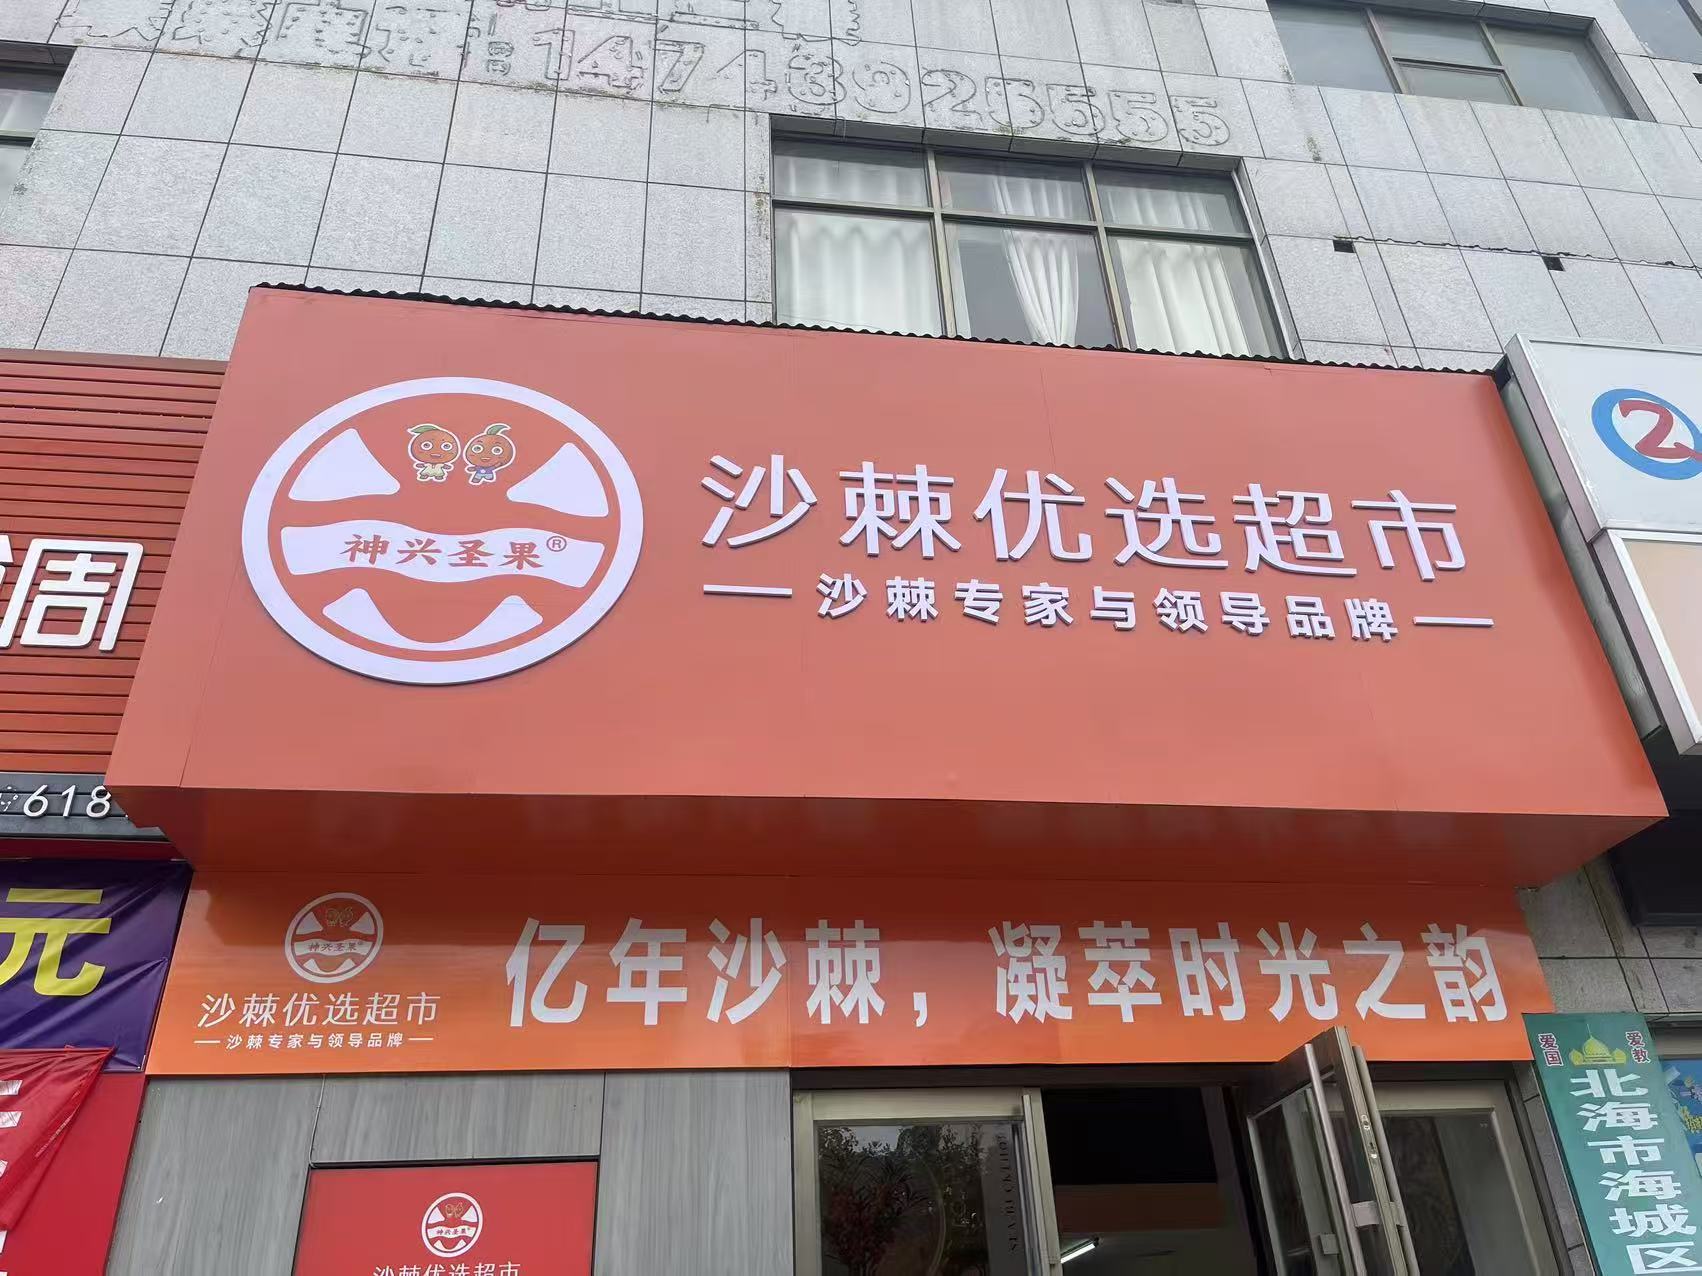 14748925555
2
神兴圣果®
沙棘优选超市
沙棘专家与领导品牌
周
618
元
神兴圣果
沙棘优选超市
沙棘专家与领导品牌
亿年沙棘，凝萃时光之韵
爱国
爱教
北海市海城区
SEA BUCKTHOR
神兴圣果
沙棘优选超市